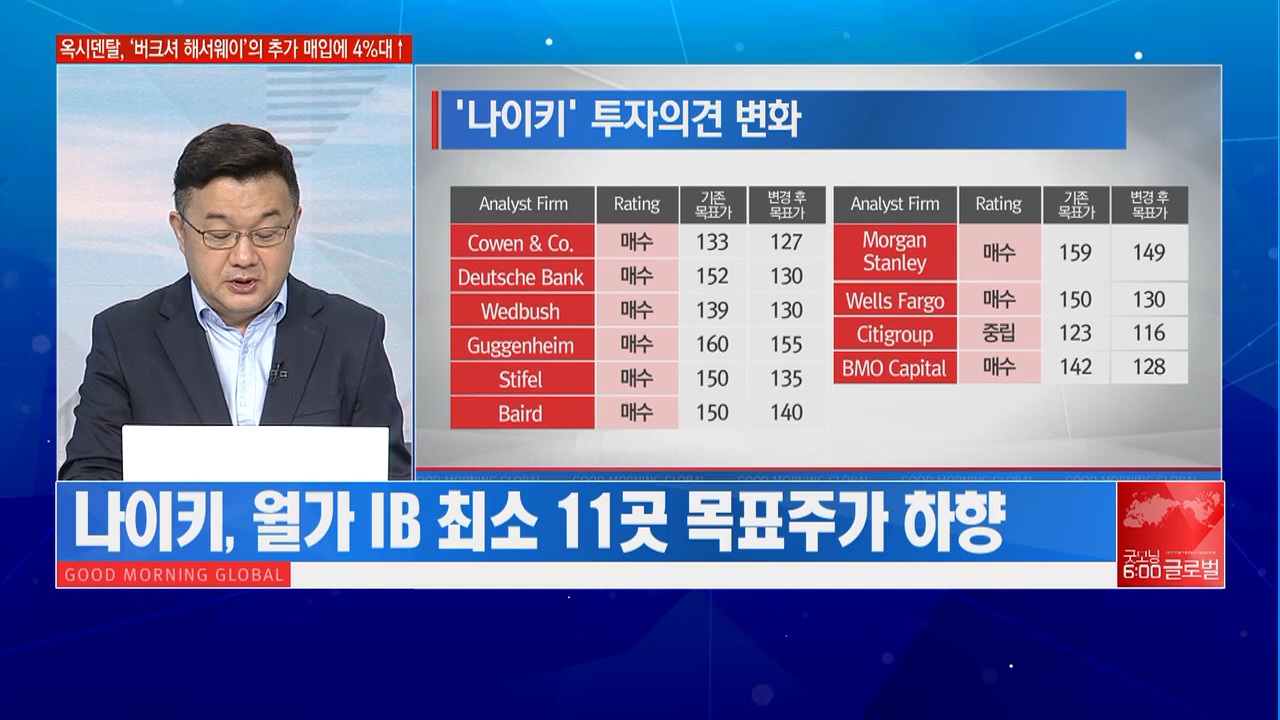 옥시덴탈, ‘버크셔 해서웨이’의 추가 매입에 4%대↑
'나이키' 투자의견 변화
Analyst Firm Rating 기존 목표가 변경 후 목표가
Cowen & Co. 매수 133 127
Deutsche Bank 매수 152 130
Wedbush 매수 139 130
Guggenheim 매수 160 155
Stifel 매수 150 135
Baird 매수 150 140
Analyst Firm Rating 기존 목표가 변경 후 목표가
Morgan Stanley 매수 159 149
Wells Fargo 매수 150 130
Citigroup 중립 123 116
BMO Capital 매수 142 128
나이키, 월가 IB 최소 11곳 목표주가 하향
GOOD MORNING GLOBAL
굿모닝
6:00 글로벌